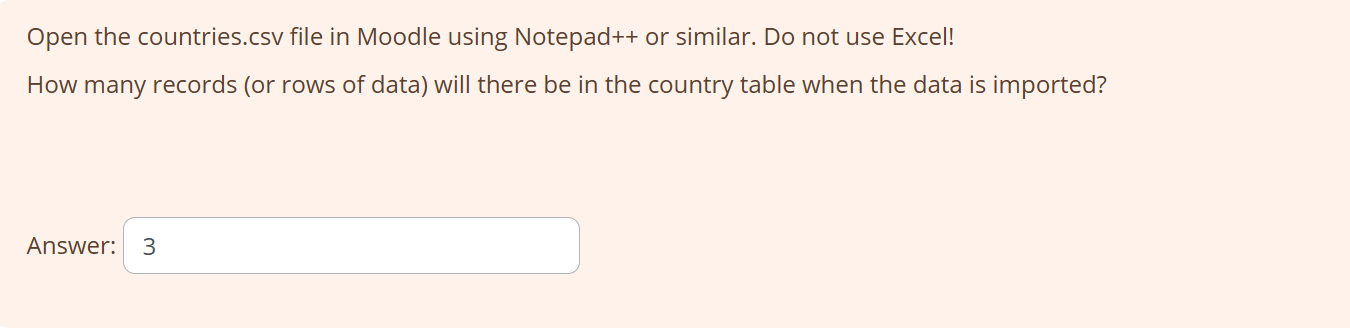 Open the countries.csv file in Moodle using Notepad++ or similar. Do not use Excel!
How many records (or rows of data) will there be in the country table when the data is imported?
Answer: 3